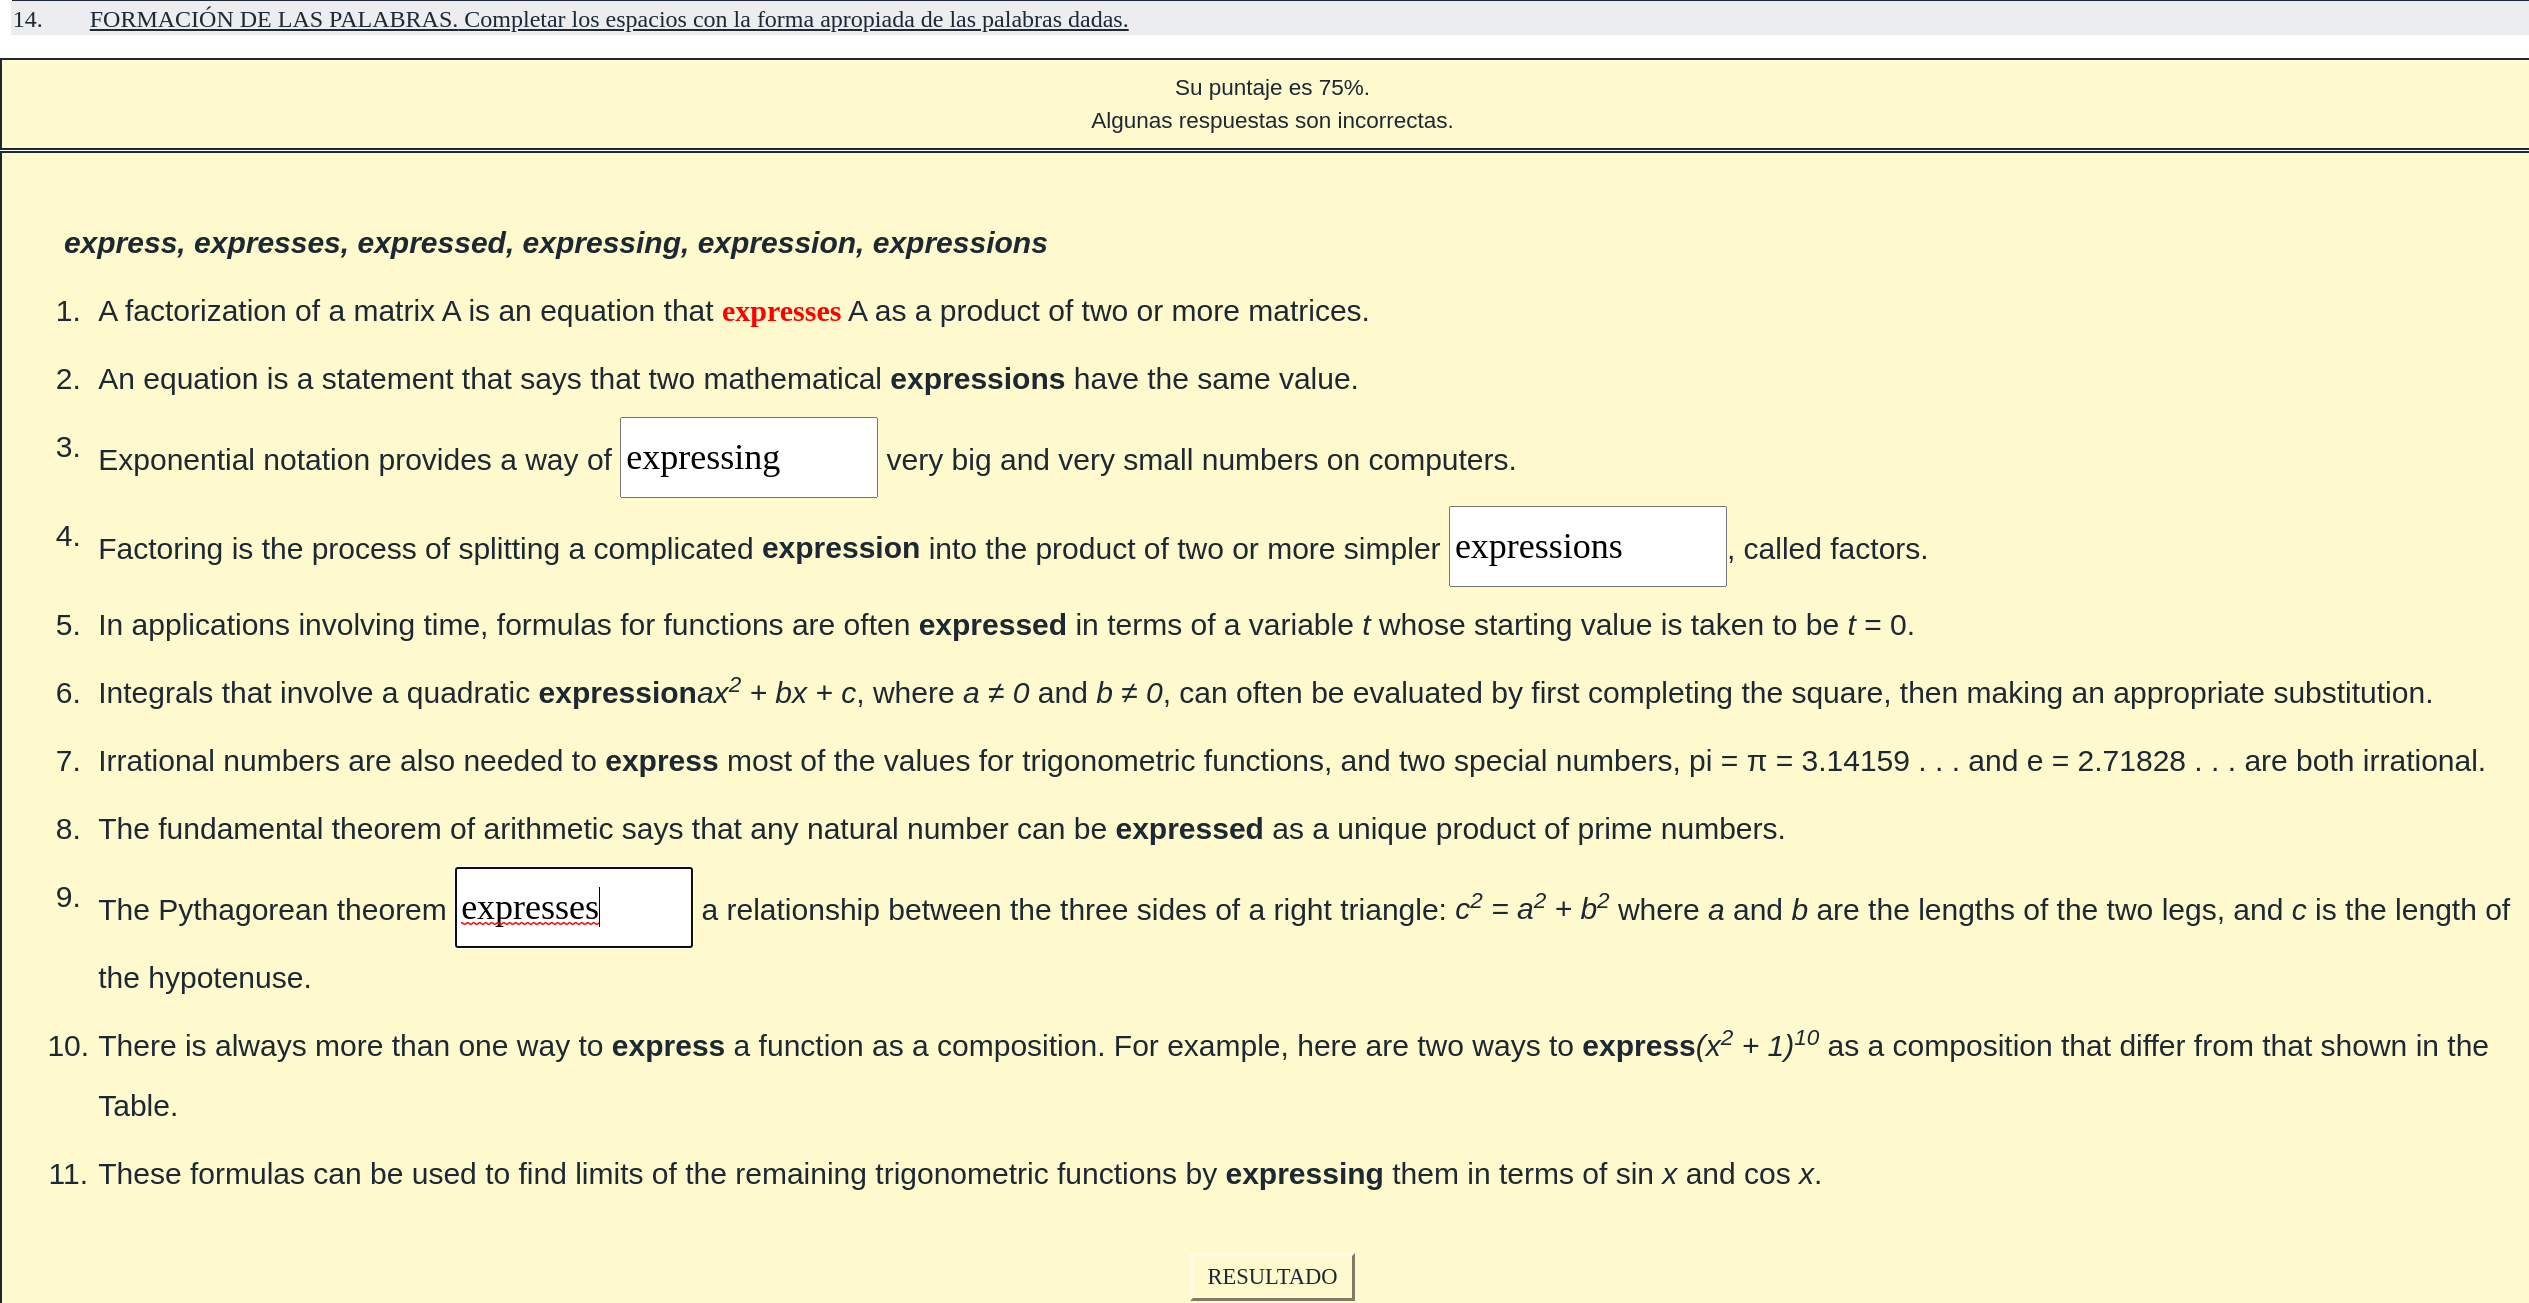 14. FORMACIÓN DE LAS PALABRAS. Completar los espacios con la forma apropiada de las palabras dadas.
Su puntaje es 75%.
Algunas respuestas son incorrectas.
express, expresses, expressed, expressing, expression, expressions
1. A factorization of a matrix A is an equation that expresses A as a product of two or more matrices.
2. An equation is a statement that says that two mathematical expressions have the same value.
3. Exponential notation provides a way of expressing very big and very small numbers on computers.
4. Factoring is the process of splitting a complicated expression into the product of two or more simpler expressions, called factors.
5. In applications involving time, formulas for functions are often expressed in terms of a variable t whose starting value is taken to be t = 0.
6. Integrals that involve a quadratic expressionax² + bx + c, where a ≠ 0 and b ≠ 0, can often be evaluated by first completing the square, then making an appropriate substitution.
7. Irrational numbers are also needed to express most of the values for trigonometric functions, and two special numbers, pi = π = 3.14159 . . . and e = 2.71828 . . . are both irrational.
8. The fundamental theorem of arithmetic says that any natural number can be expressed as a unique product of prime numbers.
9. The Pythagorean theorem expresses a relationship between the three sides of a right triangle: c² = a² + b² where a and b are the lengths of the two legs, and c is the length of
the hypotenuse.
10. There is always more than one way to express a function as a composition. For example, here are two ways to express(x² + 1)¹⁰ as a composition that differ from that shown in the
Table.
11. These formulas can be used to find limits of the remaining trigonometric functions by expressing them in terms of sin x and cos x.
RESULTADO